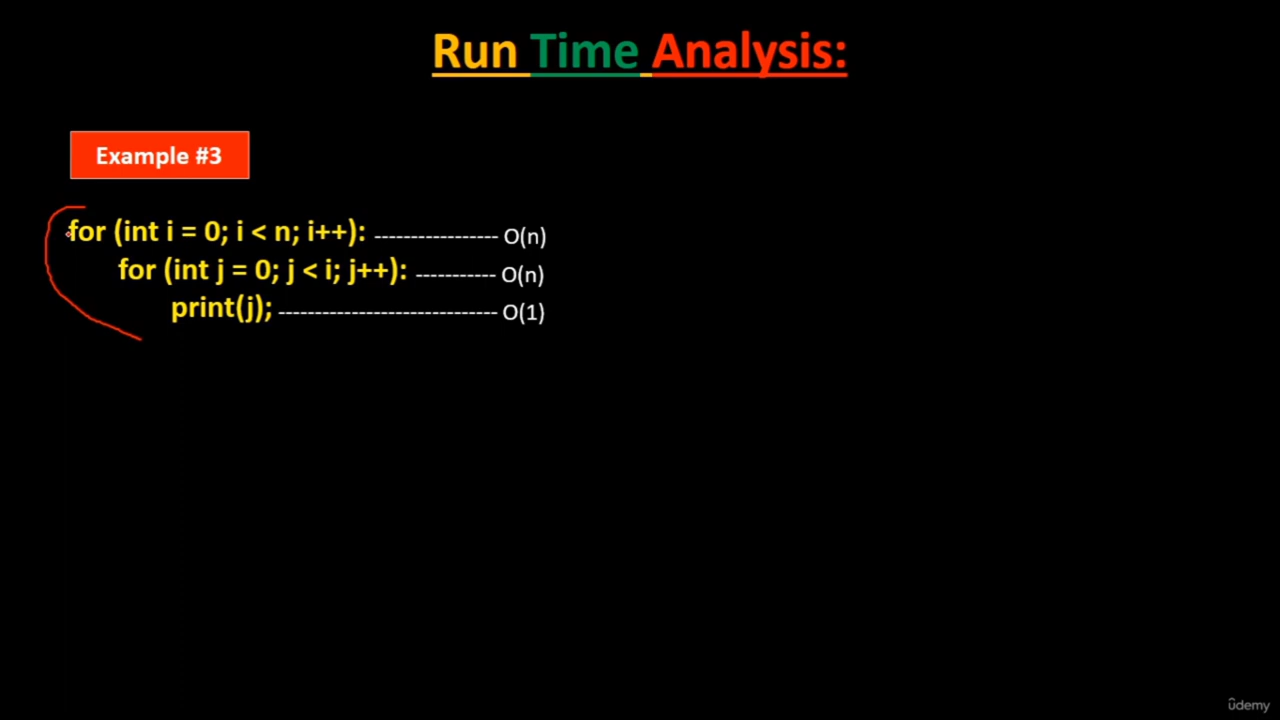 Run Time Analysis:
Example #3
for (int i = 0; i < n; i++): ----------------- O(n)
for (int j = 0; j < i; j++): ----------- O(n)
print(j); ------------------------------ O(1)
ûdemy